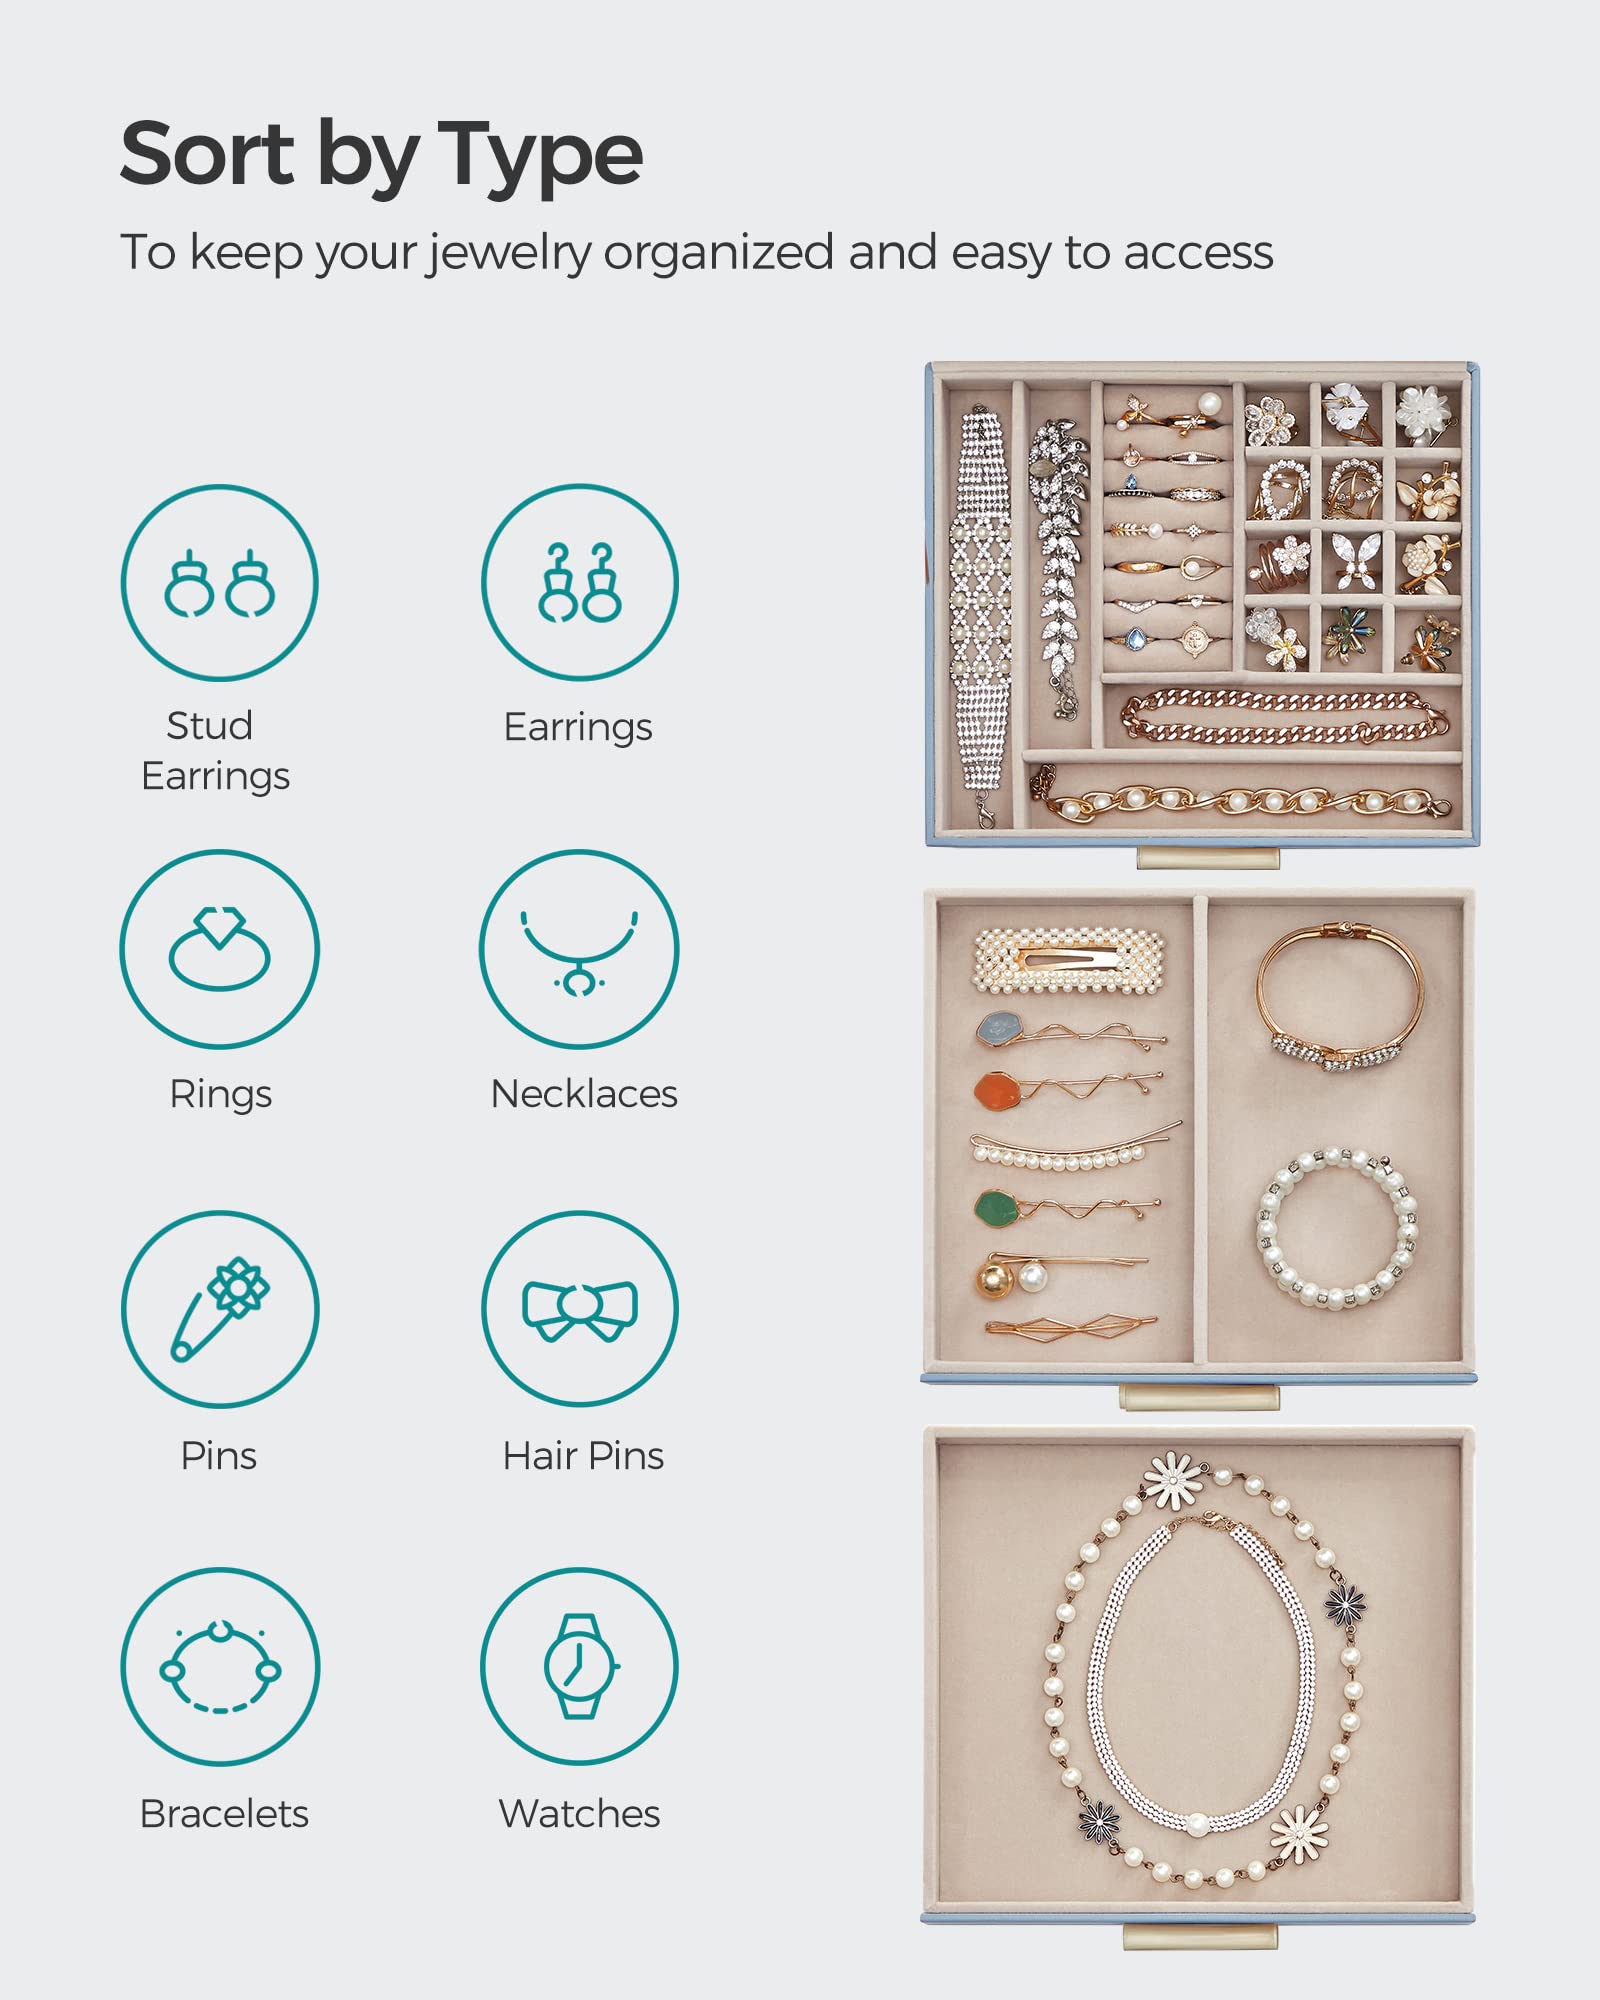 Sort by Type
To keep your jewelry organized and easy to access
Stud
Earrings
Earrings
Rings
Necklaces
Pins
Hair Pins
Bracelets
Watches